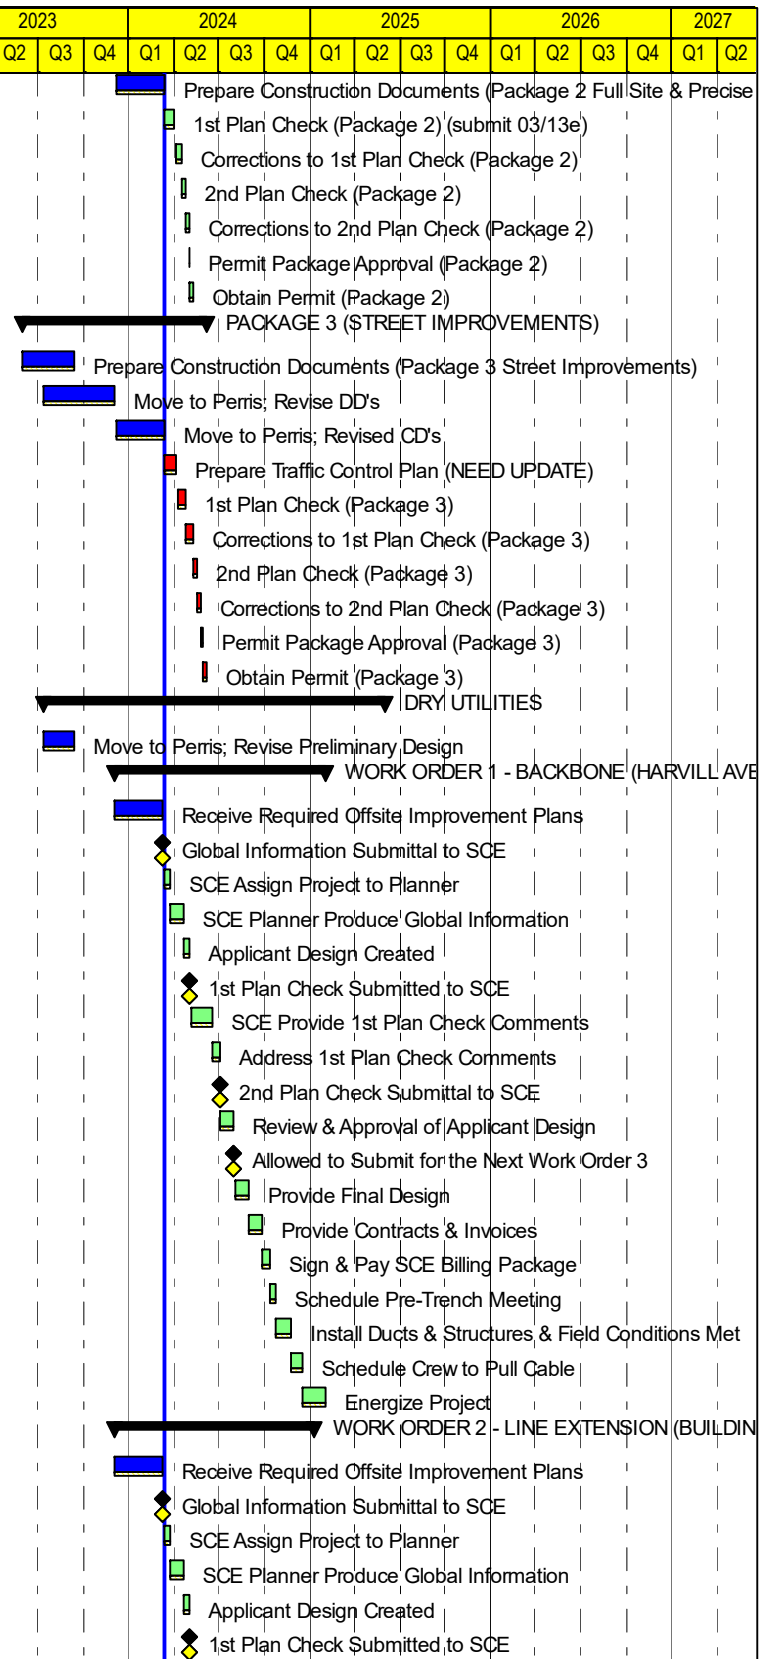 2023 2024 2025 2026 2027
Q2 Q3 Q4 Q1 Q2 Q3 Q4 Q1 Q2 Q3 Q4 Q1 Q2 Q3 Q4 Q1 Q2
Prepare Construction Documents (Package 2 Full Site & Precise
1st Plan Check (Package 2) (submit 03/13e)
Corrections to 1st Plan Check (Package 2)
2nd Plan Check (Package 2)
Corrections to 2nd Plan Check (Package 2)
Permit Package Approval (Package 2)
Obtain Permit (Package 2)
PACKAGE 3 (STREET IMPROVEMENTS)
Prepare Construction Documents (Package 3 Street Improvements)
Move to Perris; Revise DD's
Move to Perris; Revised CD's
Prepare Traffic Control Plan (NEED UPDATE)
1st Plan Check (Package 3)
Corrections to 1st Plan Check (Package 3)
2nd Plan Check (Package 3)
Corrections to 2nd Plan Check (Package 3)
Permit Package Approval (Package 3)
Obtain Permit (Package 3)
DRY UTILITIES
Move to Perris; Revise Preliminary Design
WORK ORDER 1 - BACKBONE (HARVILL AVE
Receive Required Offsite Improvement Plans
Global Information Submittal to SCE
SCE Assign Project to Planner
SCE Planner Produce Global Information
Applicant Design Created
1st Plan Check Submitted to SCE
SCE Provide 1st Plan Check Comments
Address 1st Plan Check Comments
2nd Plan Check Submittal to SCE
Review & Approval of Applicant Design
Allowed to Submit for the Next Work Order 3
Provide Final Design
Provide Contracts & Invoices
Sign & Pay SCE Billing Package
Schedule Pre-Trench Meeting
Install Ducts & Structures & Field Conditions Met
Schedule Crew to Pull Cable
Energize Project
WORK ORDER 2 - LINE EXTENSION (BUILDIN
Receive Required Offsite Improvement Plans
Global Information Submittal to SCE
SCE Assign Project to Planner
SCE Planner Produce Global Information
Applicant Design Created
1st Plan Check Submitted to SCE